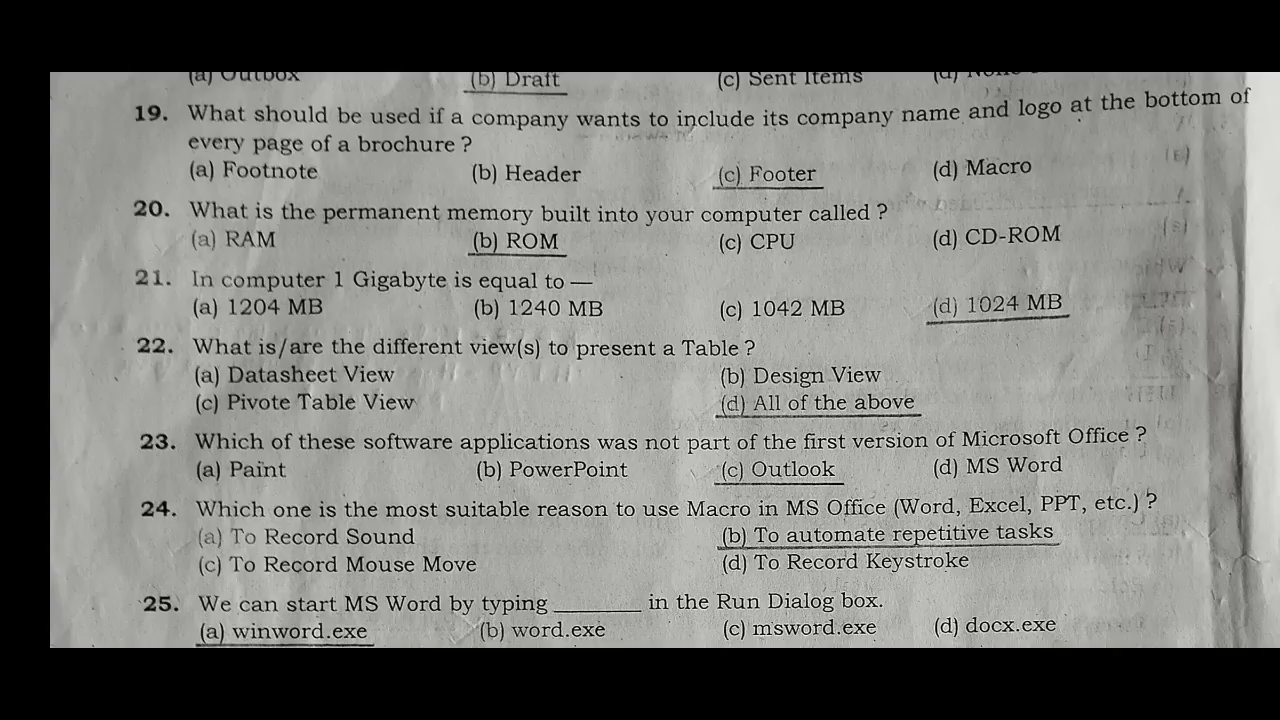 (a) Outbox (b) Draft (c) Sent Items (d) None
19. What should be used if a company wants to include its company name and logo at the bottom of
every page of a brochure ?
(a) Footnote (b) Header (c) Footer (d) Macro
20. What is the permanent memory built into your computer called ?
(a) RAM (b) ROM (c) CPU (d) CD-ROM
21. In computer 1 Gigabyte is equal to —
(a) 1204 MB (b) 1240 MB (c) 1042 MB (d) 1024 MB
22. What is/are the different view(s) to present a Table ?
(a) Datasheet View (b) Design View
(c) Pivote Table View (d) All of the above
23. Which of these software applications was not part of the first version of Microsoft Office ?
(a) Paint (b) PowerPoint (c) Outlook (d) MS Word
24. Which one is the most suitable reason to use Macro in MS Office (Word, Excel, PPT, etc.) ?
(a) To Record Sound (b) To automate repetitive tasks
(c) To Record Mouse Move (d) To Record Keystroke
25. We can start MS Word by typing ________ in the Run Dialog box.
(a) winword.exe (b) word.exe (c) msword.exe (d) docx.exe